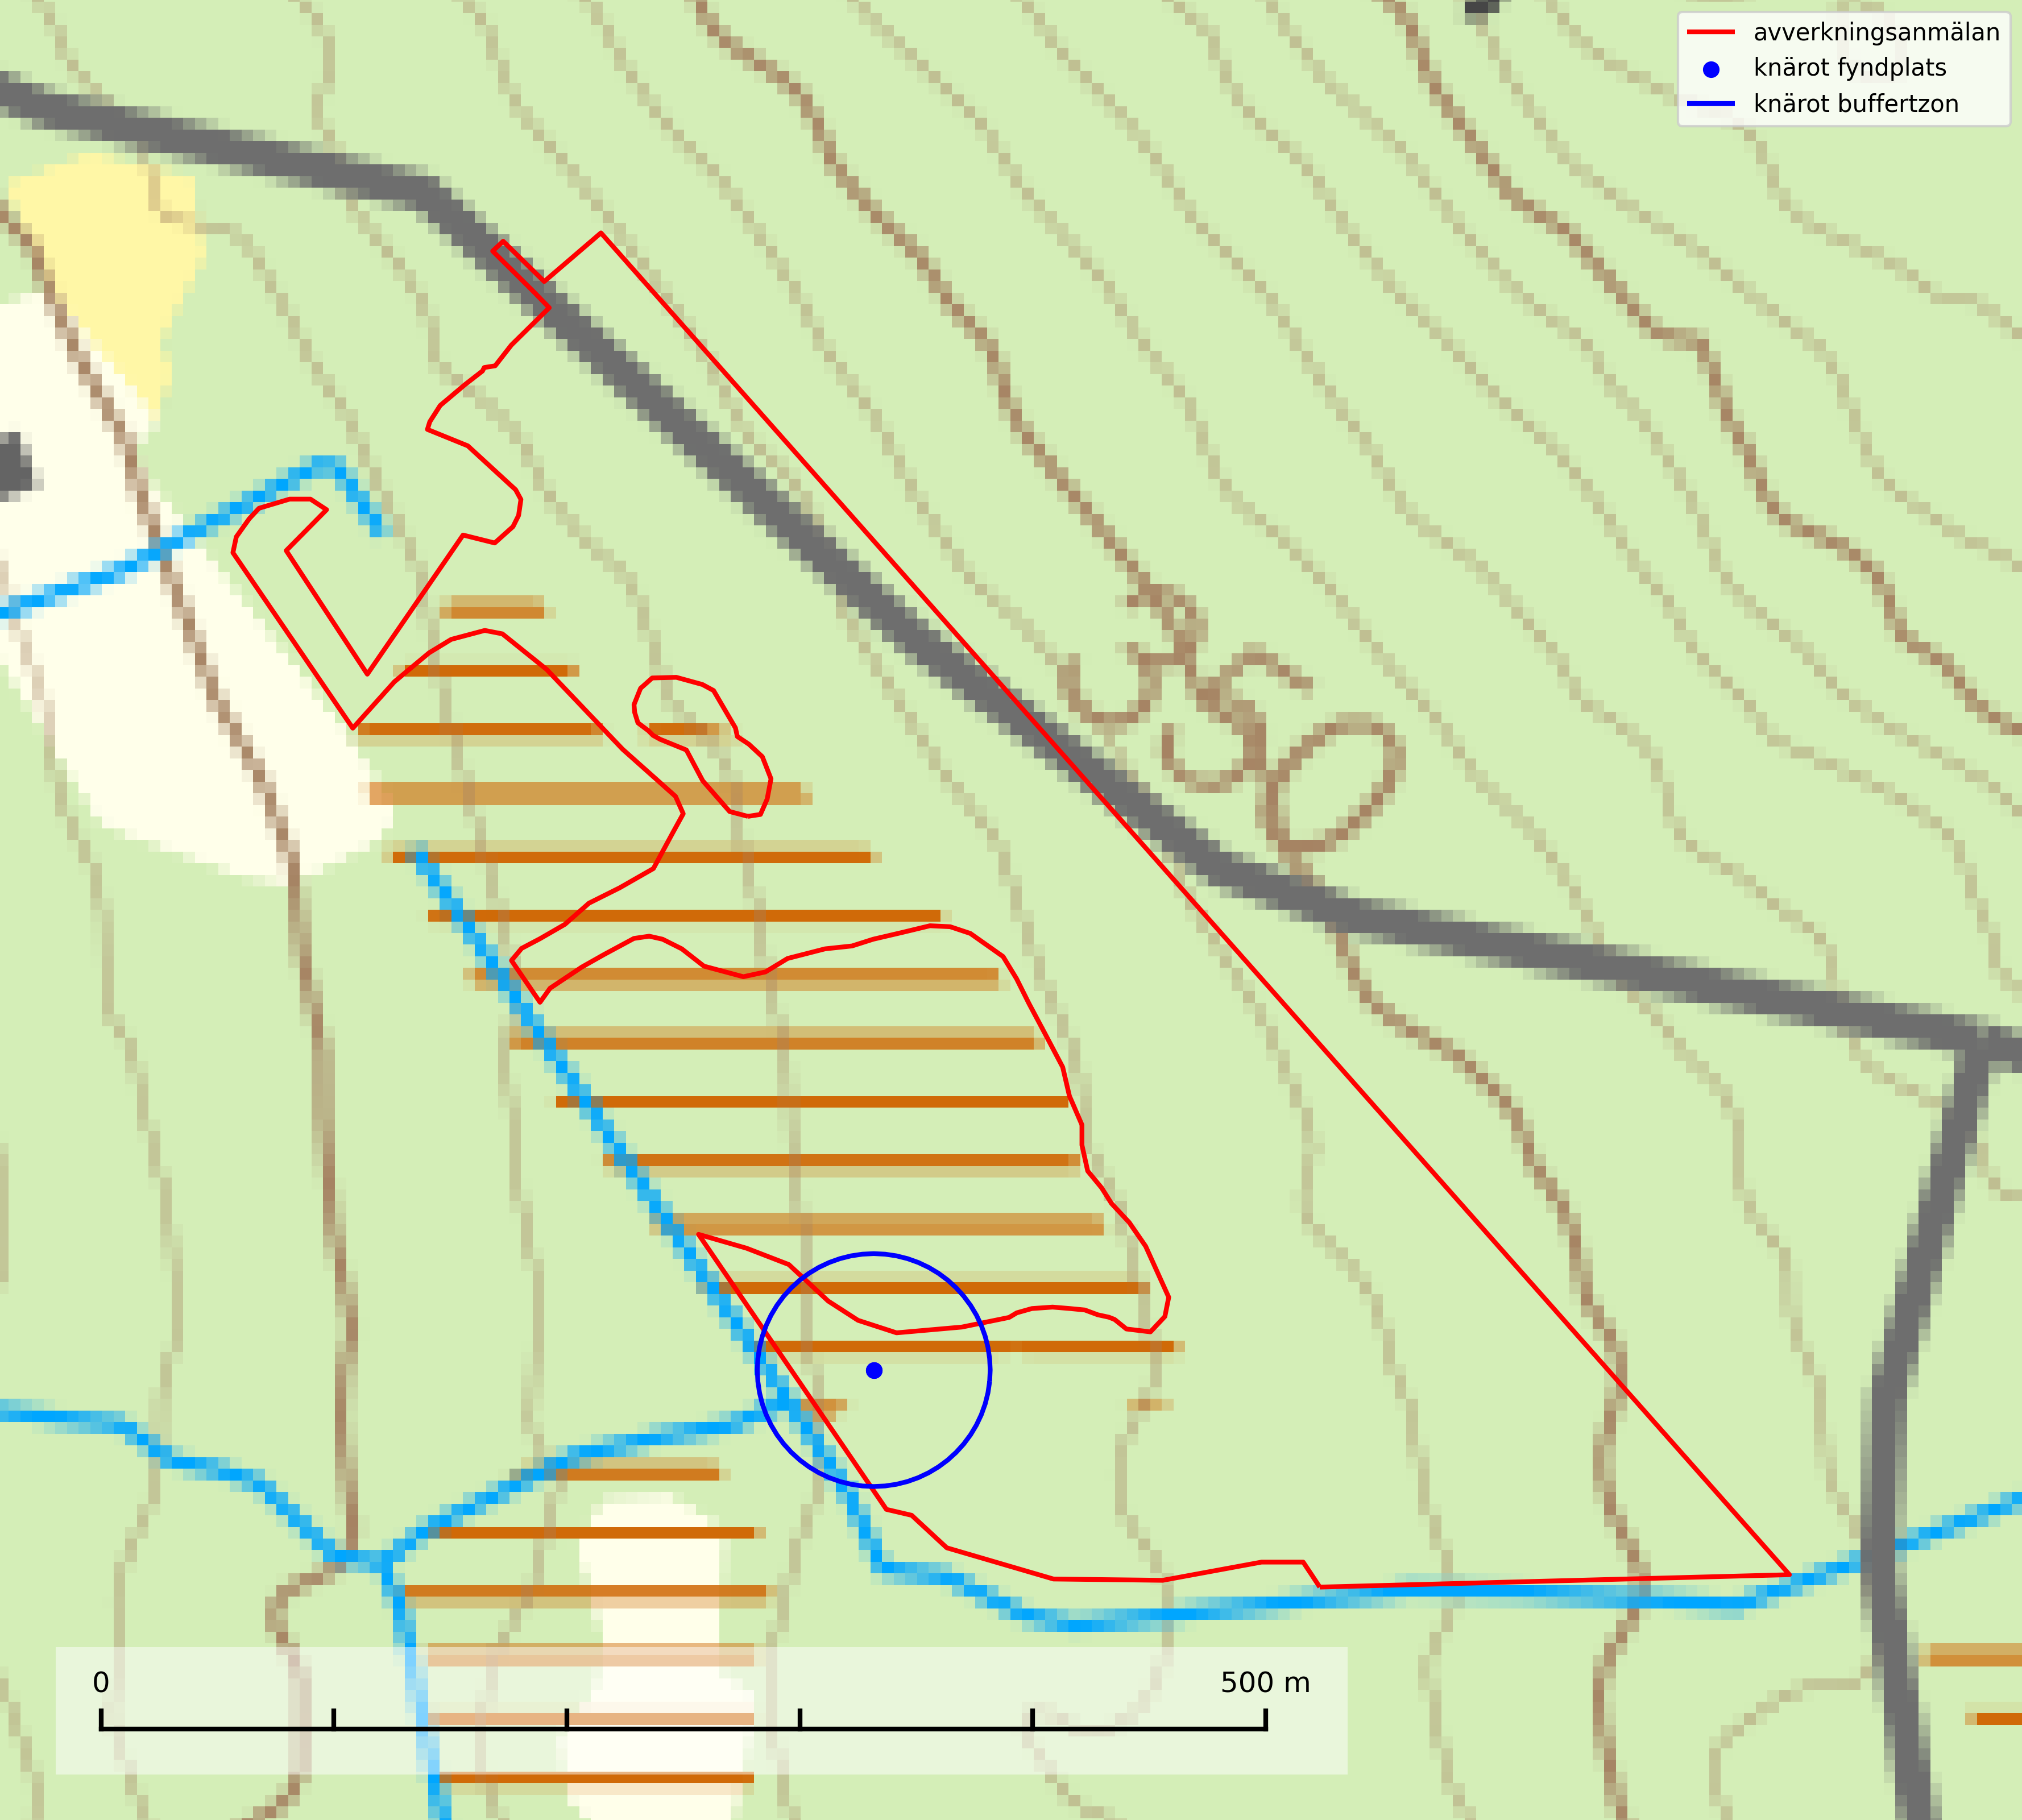 avverkningsanmälan
knärot fyndplats
knärot buffertzon
350
0
500 m